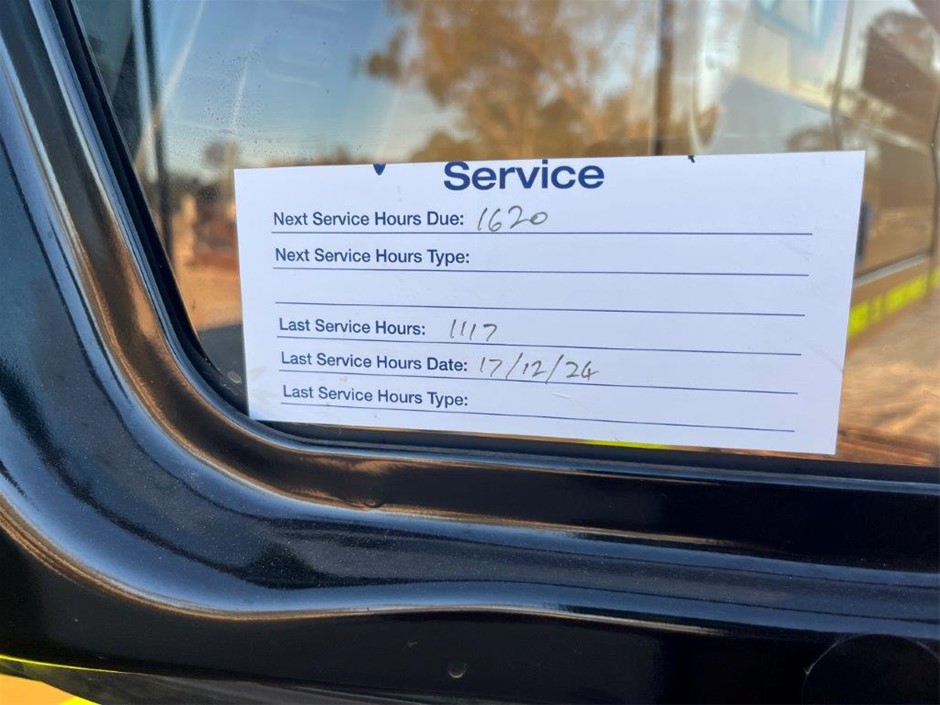 Service
Next Service Hours Due: 1620
Next Service Hours Type:
Last Service Hours: 1117
Last Service Hours Date: 17/12/24
Last Service Hours Type: